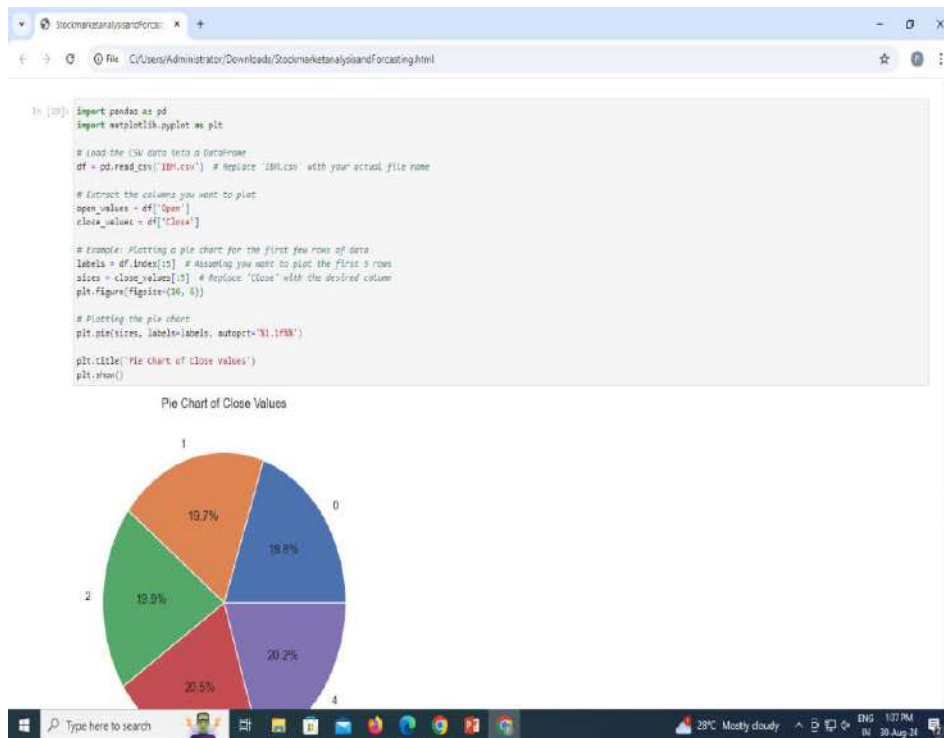 StockmarketanalysisandForcas
File C:/Users/Administrator/Downloads/StockmarketanalysisandForcasting.html
import pandas as pd
import matplotlib.pyplot as plt
# Load the CSV data into a DataFrame
df = pd.read_csv('IBM.csv') # Replace 'IBM.csv' with your actual file name
# Extract the columns you want to plot
open_values = df['Open']
close_values = df['Close']
# Example: Plotting a pie chart for the first few rows of data
labels = df.index[:5] # Assuming you want to plot the first 5 rows
sizes = close_values[:5] # Replace 'Close' with the desired column
plt.figure(figsize=(10, 6))
# Plotting the pie chart
plt.pie(sizes, labels=labels, autopct='%1.1f%%')
plt.title('Pie Chart of Close Values')
plt.show()
Pie Chart of Close Values
1
0
19.7%
19.8%
2
19.9%
20.2%
20.5%
4
Type here to search
28°C Mostly cloudy
ENG
IN
1:07 PM
30-Aug-24